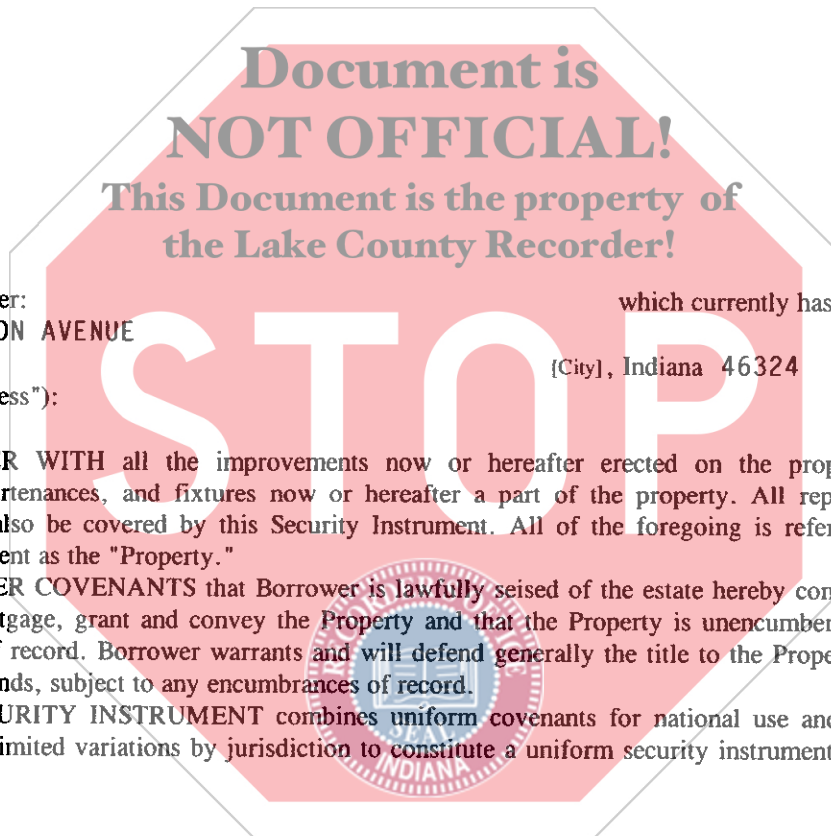 Document is
NOT OFFICIAL!
This Document is the property of
the Lake County Recorder!
er: which currently has
ON AVENUE
[City], Indiana 46324
ess"):
STOP
R WITH all the improvements now or hereafter erected on the prop
rtenances, and fixtures now or hereafter a part of the property. All rep
also be covered by this Security Instrument. All of the foregoing is refer
ent as the "Property."
ER COVENANTS that Borrower is lawfully seised of the estate hereby con
tgage, grant and convey the Property and that the Property is unencumber
f record. Borrower warrants and will defend generally the title to the Prope
nds, subject to any encumbrances of record.
URITY INSTRUMENT combines uniform covenants for national use and
imited variations by jurisdiction to constitute a uniform security instrument
RECORDER'S OFFICE
SEAL
INDIANA